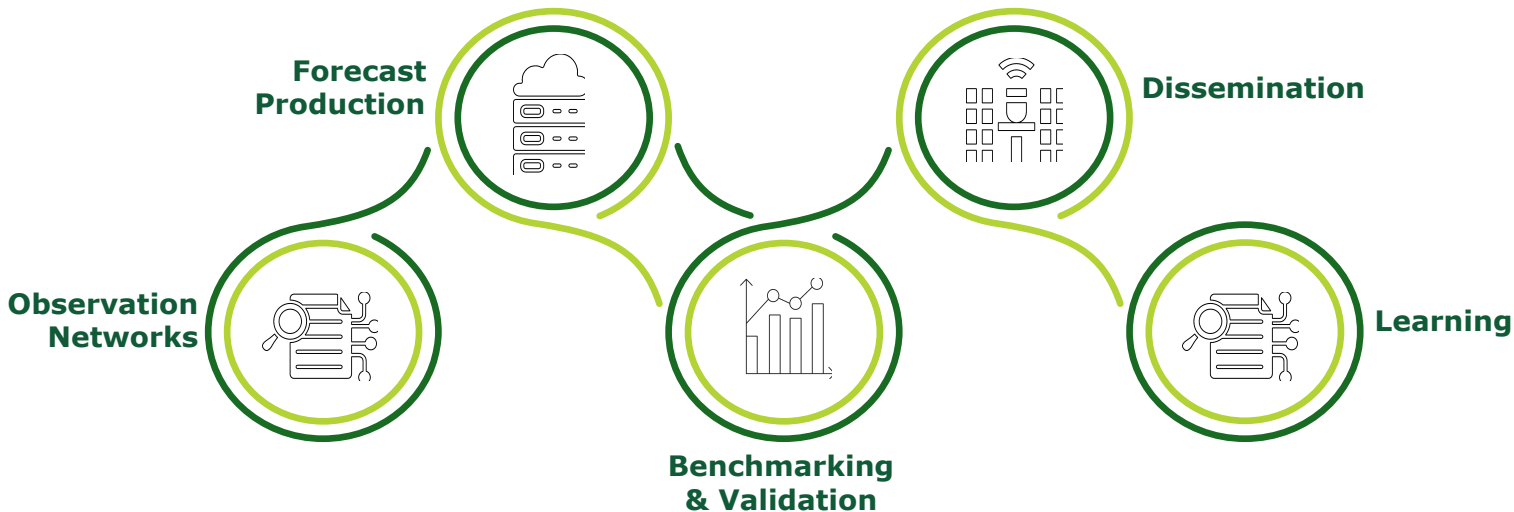 Forecast
Production
Dissemination
Observation
Networks
Learning
Benchmarking
& Validation